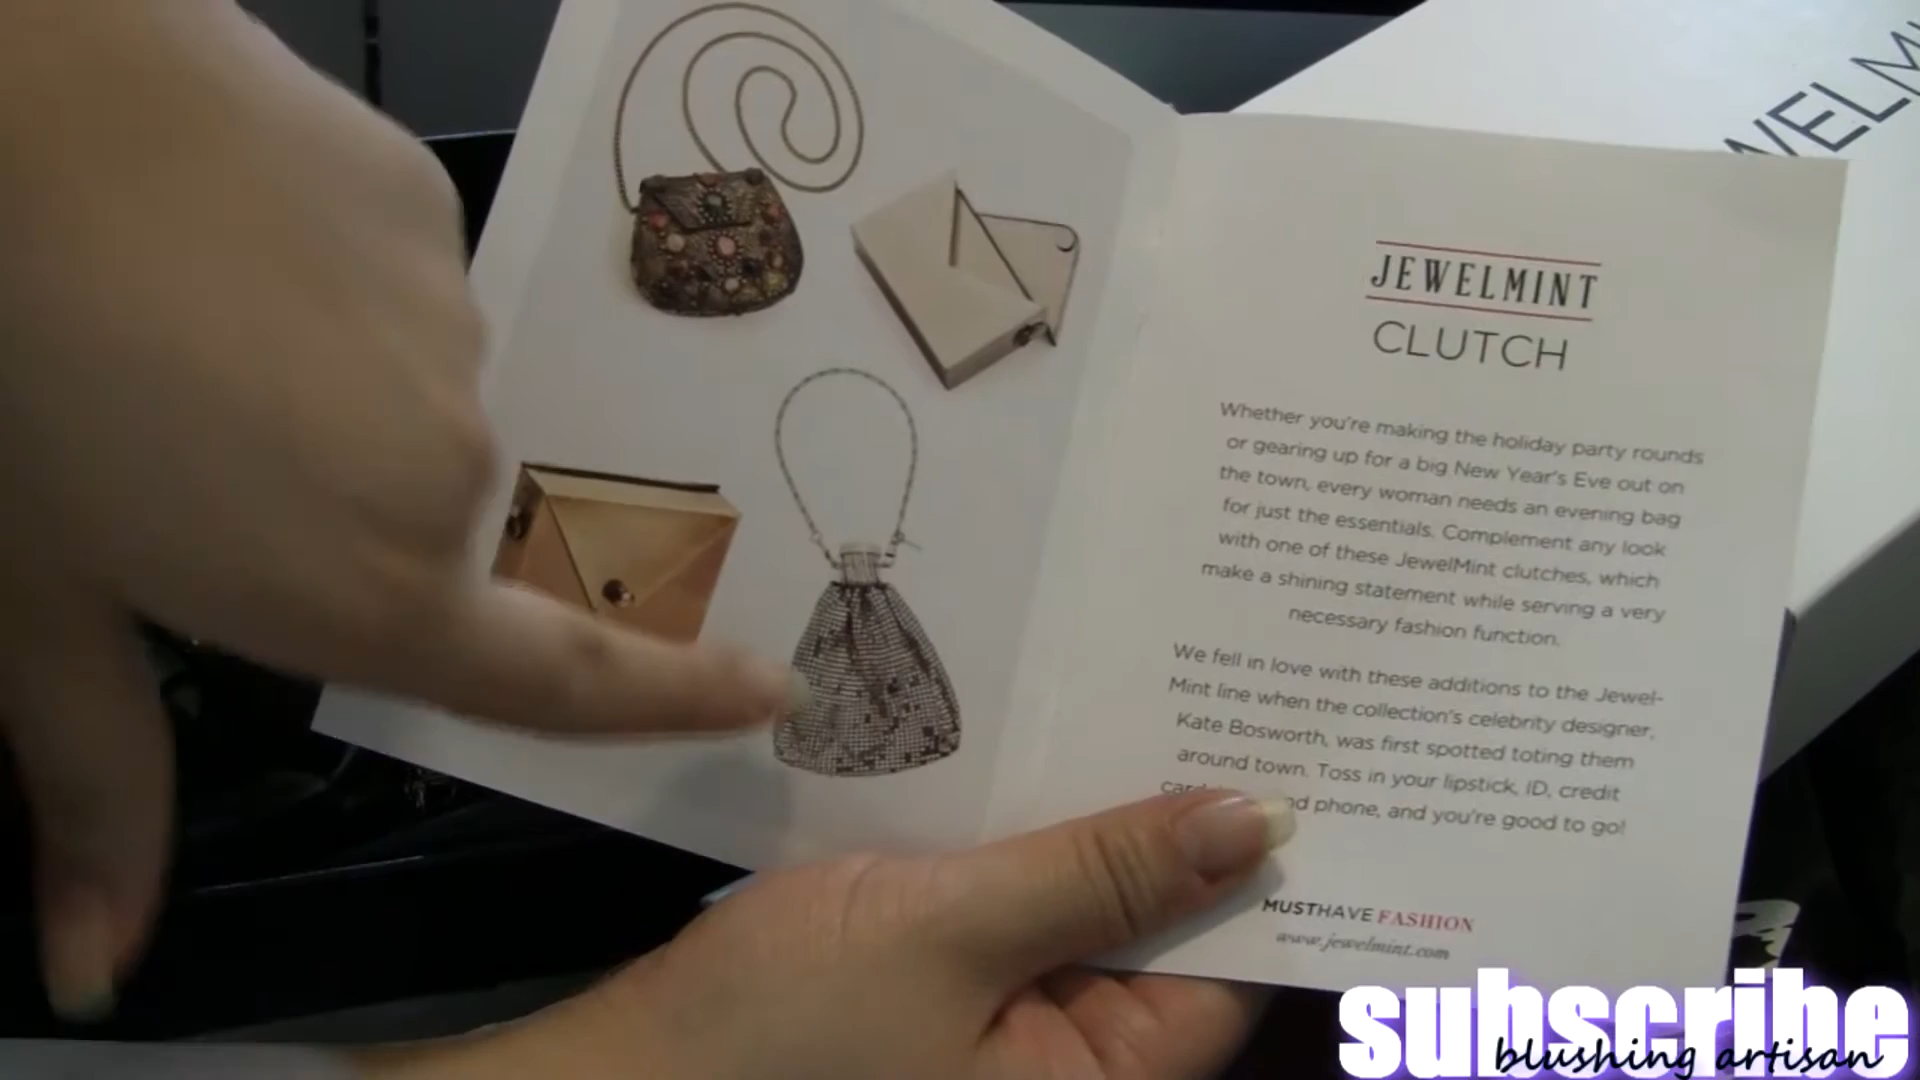 WELM
JEWELMINT
CLUTCH
Whether you're making the holiday party rounds
or gearing up for a big New Year's Eve out on
the town, every woman needs an evening bag
for just the essentials. Complement any look
with one of these JewelMint clutches, which
make a shining statement while serving a very
necessary fashion function.
We fell in love with these additions to the Jewel-
Mint line when the collection's celebrity designer,
Kate Bosworth, was first spotted toting them
around town. Toss in your lipstick, ID, credit
phone, and you're good to go!
MUSTHAVE FASHION
www.jewelmint.com
subscribe
blushing artisan